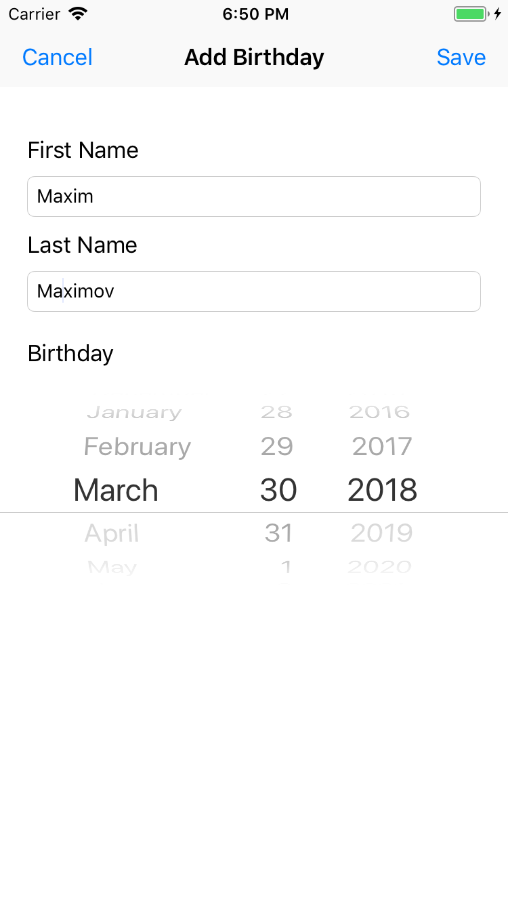 Carrier 6:50 PM
Cancel Add Birthday Save
First Name
Maxim
Last Name
Maximov
Birthday
January 28 2016
February 29 2017
March 30 2018
April 31 2019
May 1 2020